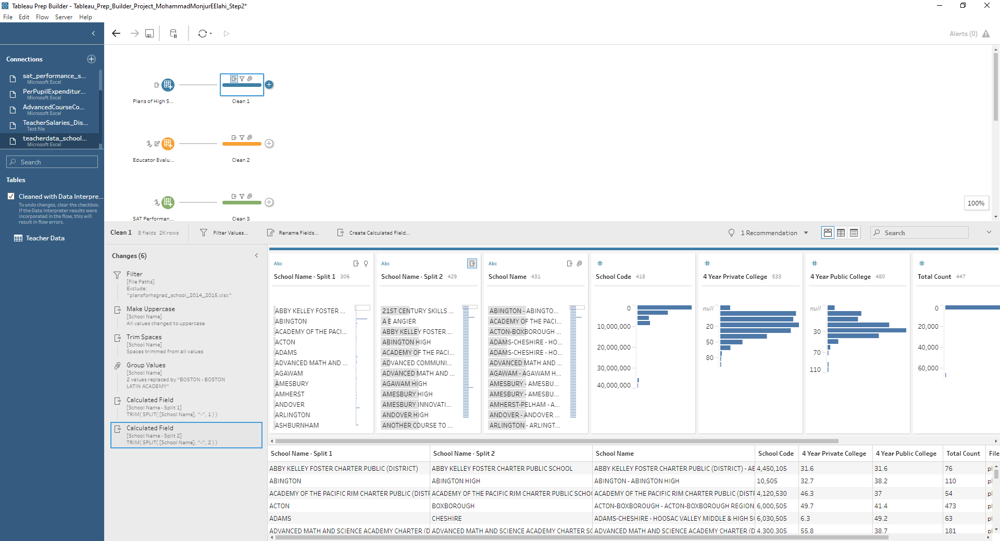 Tableau Prep Builder - Tableau_Prep_Builder_Project_MohammadMonjurEElahi_Step2*
File Edit Flow Server Help
Alerts (0)
Connections
sat_performance_s...
Microsoft Excel
PerPupilExpenditur...
Microsoft Excel
AdvancedCourseCo...
Microsoft Excel
TeacherSalaries_Dis...
Text file
teacherdata_school...
Microsoft Excel
Search
Tables
Cleaned with Data Interpre...
To undo changes, clear the checkbox.
If the Data Interpreter results were
incorporated in the flow, this will
result in flow errors.
Teacher Data
Plans of High S...
Clean 1
Educator Evalu...
Clean 2
SAT Performan...
Clean 3
100%
Clean 1 8 fields 2K rows
Filter Values...
Rename Fields...
Create Calculated Field...
1 Recommendation
Search
Changes (6)
Filter
[File Paths]
Exclude:
"plansforhsgrad_school_2014_2015.xlsx"
Make Uppercase
[School Name]
All values changed to uppercase
Trim Spaces
[School Name]
Spaces trimmed from all values
Group Values
[School Name]
2 values replaced by "BOSTON - BOSTON
LATIN ACADEMY"
Calculated Field
[School Name - Split 1]
TRIM( SPLIT( [School Name], "-", 1 ) )
Calculated Field
[School Name - Split 2]
TRIM( SPLIT( [School Name], "-", 2 ) )
Abc
School Name - Split 1 306
ABBY KELLEY FOSTER ...
ABINGTON
ACADEMY OF THE PACI...
ACTON
ADAMS
ADVANCED MATH AND ...
AGAWAM
AMESBURY
AMHERST
ANDOVER
ARLINGTON
ASHBURNHAM
Abc
School Name - Split 2 429
21ST CENTURY SKILLS ...
A E ANGIER
ABBY KELLEY FOSTER ...
ABINGTON HIGH
ACADEMY OF THE PACI...
ADVANCED COMMUNI...
ADVANCED MATH AND ...
AGAWAM HIGH
AMESBURY HIGH
AMESBURY INNOVATI...
ANDOVER HIGH
ANOTHER COURSE TO ...
Abc
School Name 431
ABINGTON - ABINGTO...
ACADEMY OF THE PACI...
ACTON-BOXBOROUGH ...
ADAMS-CHESHIRE - HO...
ADAMS-CHESHIRE - HO...
ADVANCED MATH AND ...
AGAWAM - AGAWAM H...
AMESBURY - AMESBU...
AMESBURY - AMESBU...
AMHERST-PELHAM - A...
ANDOVER - ANDOVER ...
ARLINGTON - ARLINGT...
#
School Code 418
0
10,000,000
20,000,000
30,000,000
40,000,000
#
4 Year Private College 533
null
20
50
80
#
4 Year Public College 480
null
30
70
110
#
Total Count 447
0
20,000
40,000
60,000
School Name - Split 1 School Name - Split 2 School Name School Code 4 Year Private College 4 Year Public College Total Count File
ABBY KELLEY FOSTER CHARTER PUBLIC (DISTRICT) ABBY KELLEY FOSTER CHARTER PUBLIC SCHOOL ABBY KELLEY FOSTER CHARTER PUBLIC (DISTRICT) - AB 4,450,105 31.6 31.6 76 pl
ABINGTON ABINGTON HIGH ABINGTON - ABINGTON HIGH 10,505 32.7 38.2 110 pl
ACADEMY OF THE PACIFIC RIM CHARTER PUBLIC (DISTR ACADEMY OF THE PACIFIC RIM CHARTER PUBLIC SCHOO ACADEMY OF THE PACIFIC RIM CHARTER PUBLIC (DISTR 4,120,530 46.3 37 54 pl
ACTON BOXBOROUGH ACTON-BOXBOROUGH - ACTON-BOXBOROUGH REGION 6,000,505 49.7 41.4 473 pl
ADAMS CHESHIRE ADAMS-CHESHIRE - HOOSAC VALLEY MIDDLE & HIGH SC 6,030,505 6.3 49.2 63 pl
ADVANCED MATH AND SCIENCE ACADEMY CHARTER (D ADVANCED MATH AND SCIENCE ACADEMY CHARTER SC ADVANCED MATH AND SCIENCE ACADEMY CHARTER (D 4,300,305 55.8 38.7 181 pl